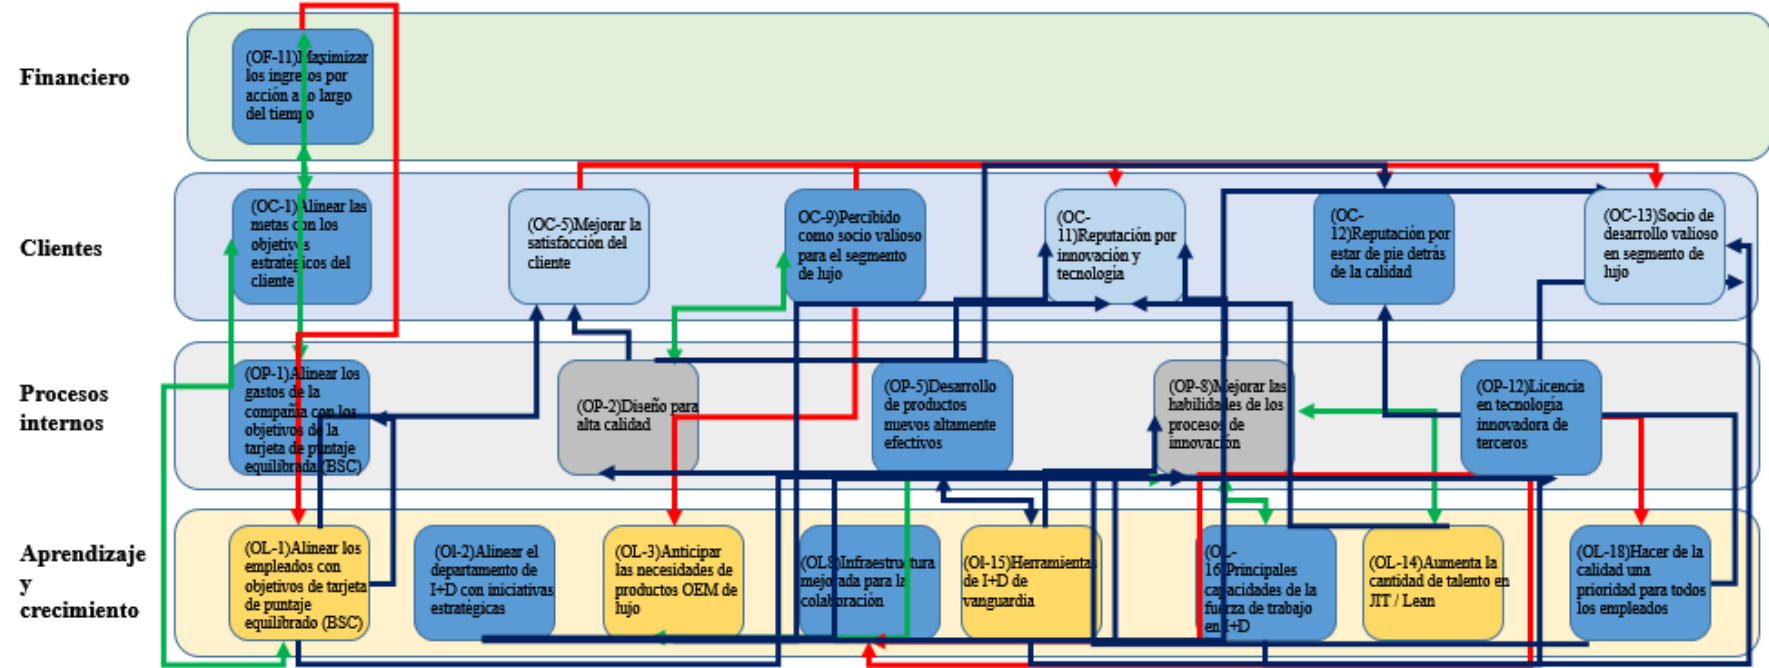 Financiero
(OF-11)Maximizar
los ingresos por
acción a lo largo
del tiempo
Clientes
(OC-1)Alinear las
metas con los
objetivos
estratégicos del
cliente
(OC-5)Mejorar la
satisfacción del
cliente
OC-9)Percibido
como socio valioso
para el segmento
de lujo
(OC-
11)Reputación por
innovación y
tecnología
(OC-
12)Reputación por
estar de pie detrás
de la calidad
(OC-13)Socio de
desarrollo valioso
en segmento de
lujo
Procesos
internos
(OP-1)Alinear los
gastos de la
compañía con los
objetivos de la
tarjeta de puntaje
equilibrada (BSC)
(OP-2)Diseño para
alta calidad
(OP-5)Desarrollo
de productos
nuevos altamente
efectivos
(OP-8)Mejorar las
habilidades de los
procesos de
innovación
(OP-12)Licencia
en tecnología
innovadora de
terceros
Aprendizaje
y
crecimiento
(OL-1)Alinear los
empleados con
objetivos de tarjeta
de puntaje
equilibrado (BSC)
(Ol-2)Alinear el
departamento de
I+D con iniciativas
estratégicas
(OL-3)Anticipar
las necesidades de
productos OEM de
lujo
(OL8)Infraestructura
mejorada para la
colaboración
(Ol-15)Herramientas
de I+D de
vanguardia
(OL-
16)Principales
capacidades de la
fuerza de trabajo
en I+D
(OL-14)Aumenta la
cantidad de talento en
JIT / Lean
(OL-18)Hacer de la
calidad una
prioridad para todos
los empleados